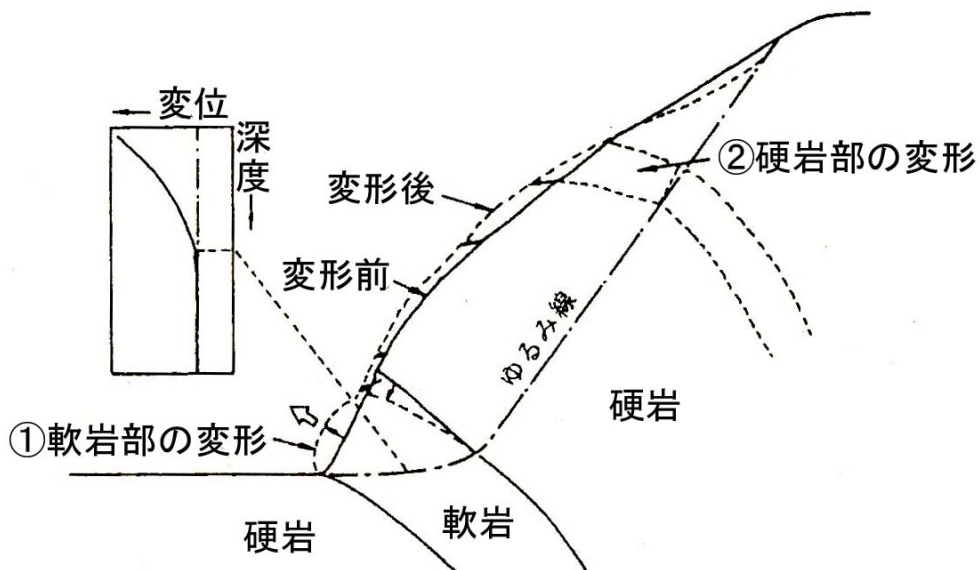 変位
深度
変形後
②硬岩部の変形
変形前
ゆるみ線
①軟岩部の変形
硬岩
硬岩
軟岩